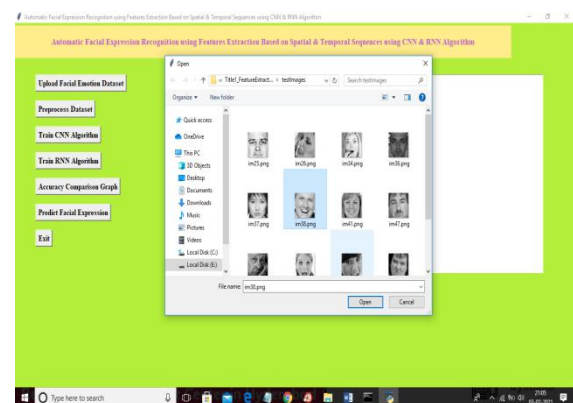 Automatic Facial Expression Recognition using Features Extraction Based on Spatial & Temporal Sequences using CNN & RNN Algorithm
Automatic Facial Expression Recognition using Features Extraction Based on Spatial & Temporal Sequences using CNN & RNN Algorithm
Open
« Title7_FeatureExtract... › testImages
Search testImages
Organize
New folder
Upload Facial Emotion Dataset
Preprocess Dataset
Train CNN Algorithm
Train RNN Algorithm
Accuracy Comparison Graph
Predict Facial Expression
Exit
Quick access
OneDrive
This PC
3D Objects
Desktop
Documents
Downloads
Music
Pictures
Videos
Local Disk (C:)
Local Disk (E:)
im25.png im26.png im34.png im36.png
im37.png im38.png im41.png im47.png
File name: im38.png
Open Cancel
Type here to search
21:05